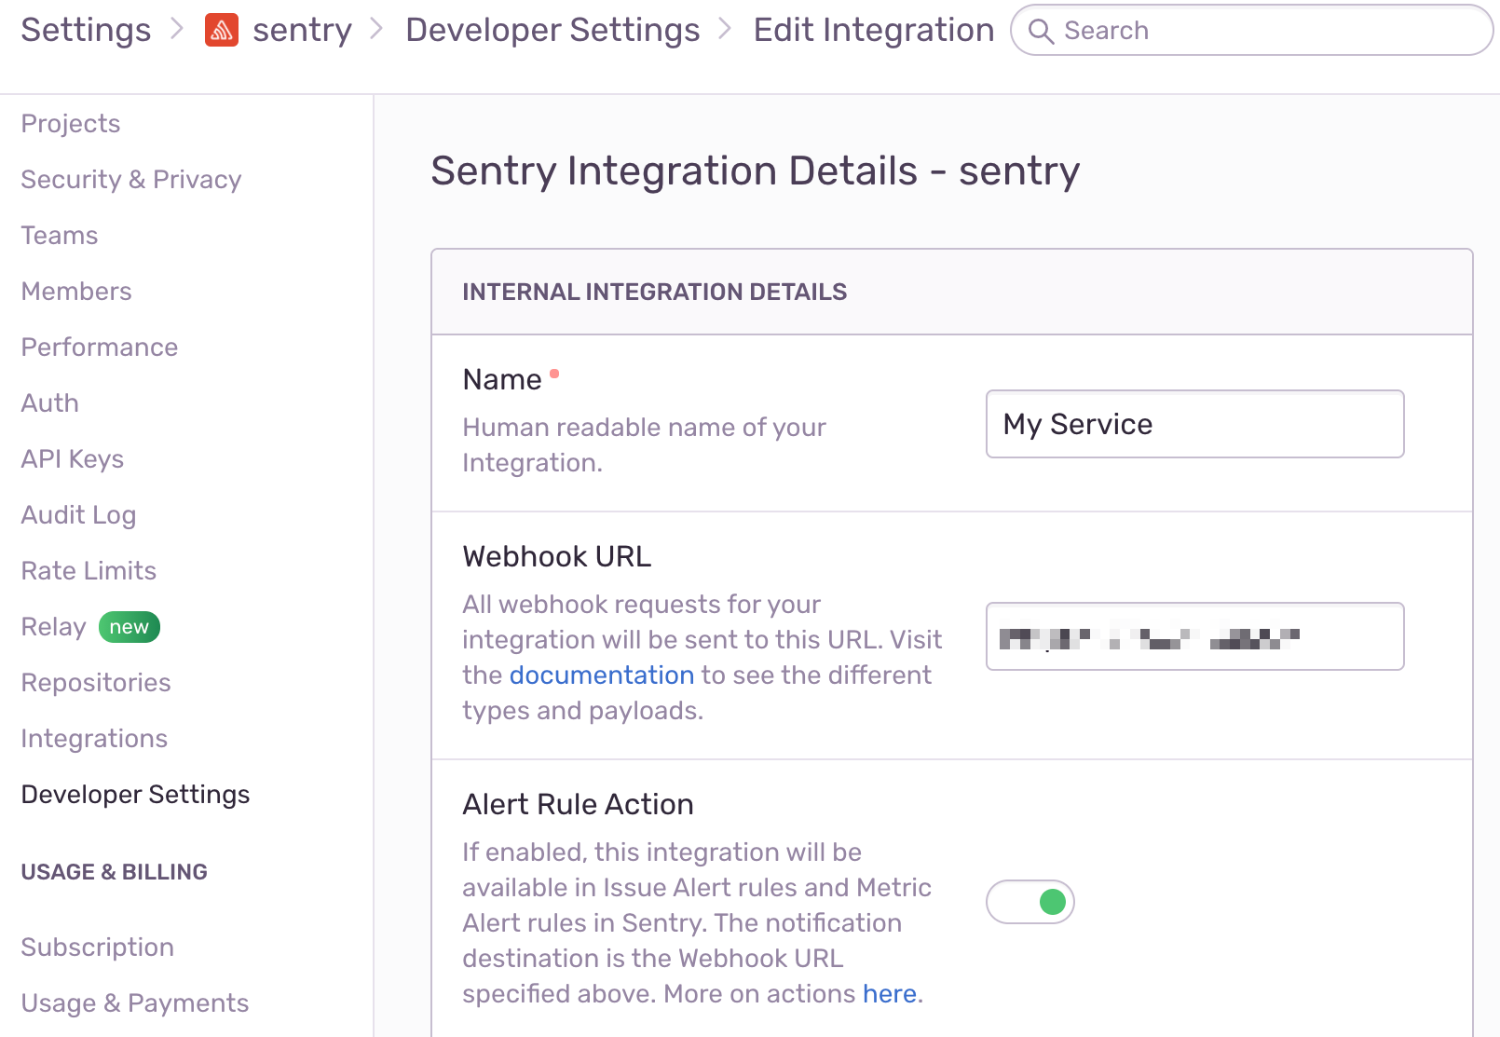 Settings > sentry > Developer Settings > Edit Integration
Search
Projects
Security & Privacy
Teams
Members
Performance
Auth
API Keys
Audit Log
Rate Limits
Relay new
Repositories
Integrations
Developer Settings
USAGE & BILLING
Subscription
Usage & Payments
Sentry Integration Details - sentry
INTERNAL INTEGRATION DETAILS
Name
Human readable name of your
Integration.
My Service
Webhook URL
All webhook requests for your
integration will be sent to this URL. Visit
the documentation to see the different
types and payloads.
Alert Rule Action
If enabled, this integration will be
available in Issue Alert rules and Metric
Alert rules in Sentry. The notification
destination is the Webhook URL
specified above. More on actions here.